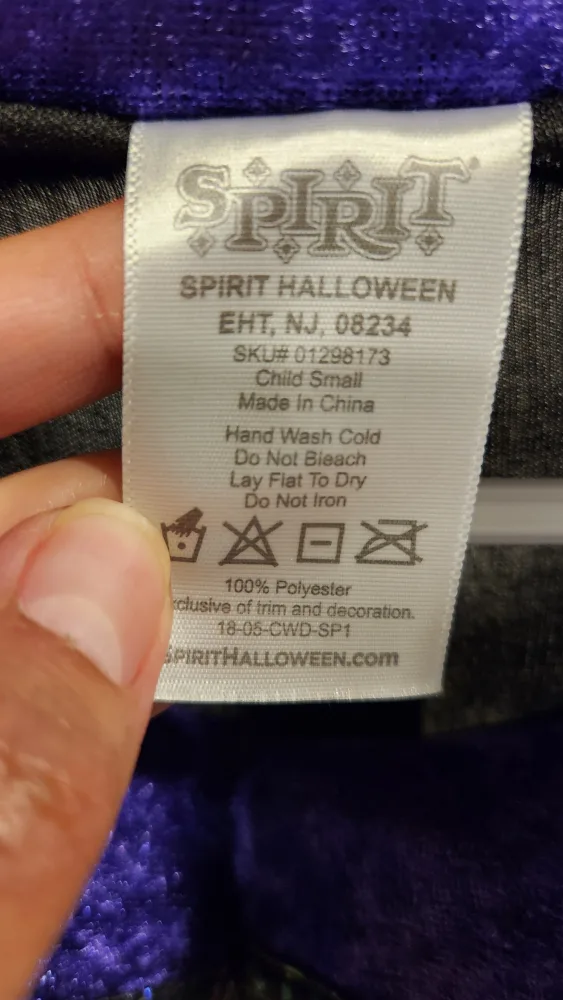 SPIRIT®
SPIRIT HALLOWEEN
EHT, NJ, 08234
SKU# 01298173
Child Small
Made In China
Hand Wash Cold
Do Not Bleach
Lay Flat To Dry
Do Not Iron
100% Polyester
xclusive of trim and decoration.
18-05-CWD-SP1
SPIRITHALLOWEEN.com